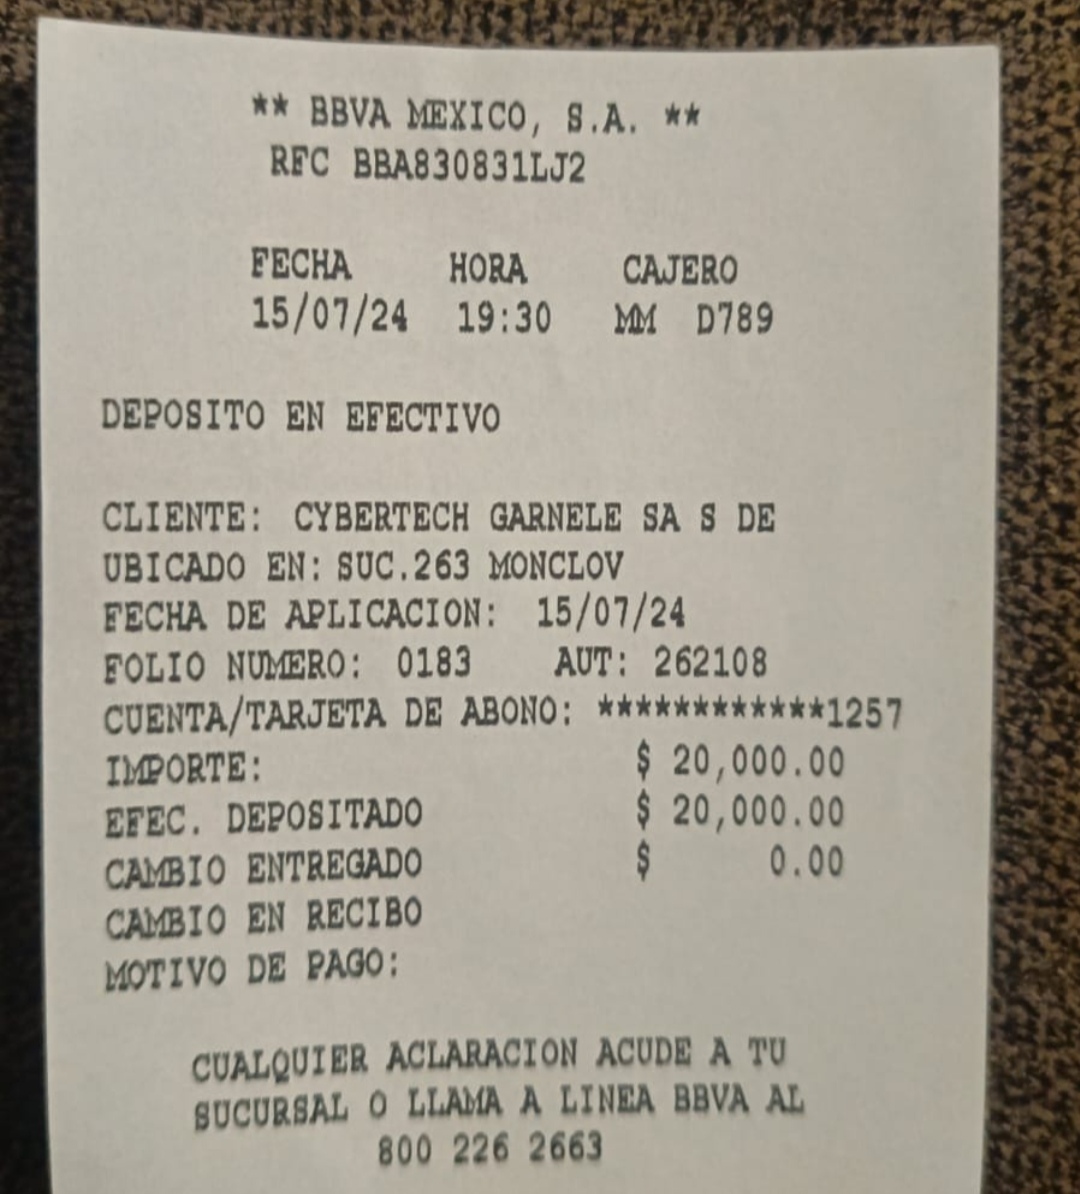 ** BBVA MEXICO, S.A. **
RFC BBA830831LJ2
FECHA HORA CAJERO
15/07/24 19:30 MM D789
DEPOSITO EN EFECTIVO
CLIENTE: CYBERTECH GARNELE SA S DE
UBICADO EN: SUC.263 MONCLOV
FECHA DE APLICACION: 15/07/24
FOLIO NUMERO: 0183 AUT: 262108
CUENTA/TARJETA DE ABONO: ************1257
IMPORTE: $ 20,000.00
EFEC. DEPOSITADO $ 20,000.00
CAMBIO ENTREGADO $ 0.00
CAMBIO EN RECIBO
MOTIVO DE PAGO:
CUALQUIER ACLARACION ACUDE A TU
SUCURSAL O LLAMA A LINEA BBVA AL
800 226 2663